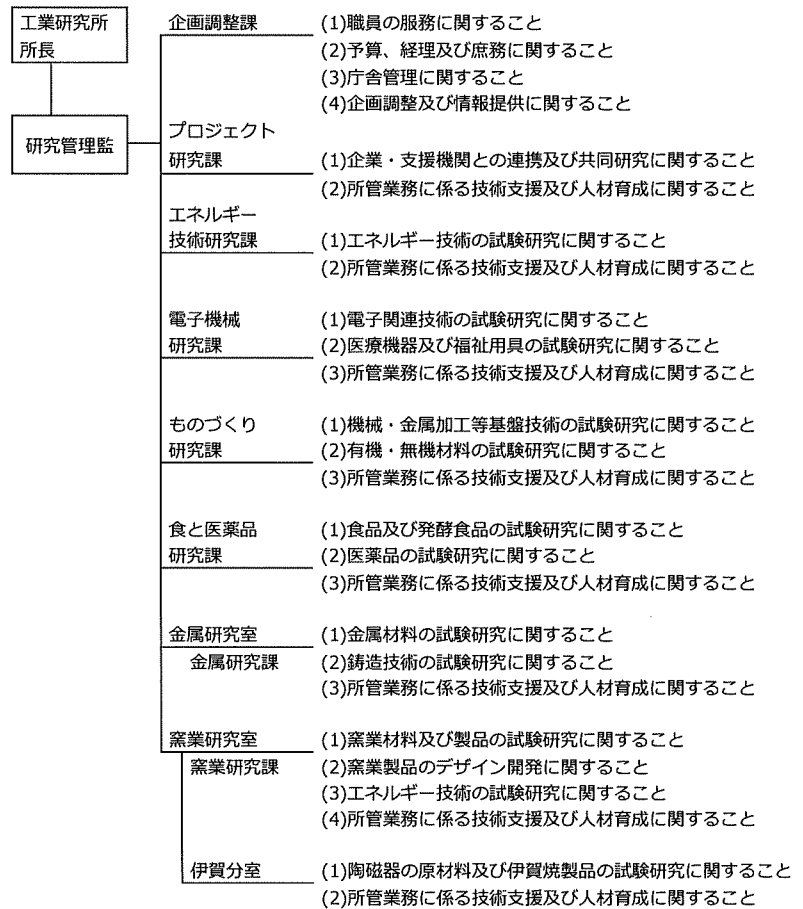 工業研究所
所長
研究管理監
企画調整課
(1)職員の服務に関すること
(2)予算、経理及び庶務に関すること
(3)庁舎管理に関すること
(4)企画調整及び情報提供に関すること
プロジェクト
研究課
(1)企業・支援機関との連携及び共同研究に関すること
(2)所管業務に係る技術支援及び人材育成に関すること
エネルギー
技術研究課
(1)エネルギー技術の試験研究に関すること
(2)所管業務に係る技術支援及び人材育成に関すること
電子機械
研究課
(1)電子関連技術の試験研究に関すること
(2)医療機器及び福祉用具の試験研究に関すること
(3)所管業務に係る技術支援及び人材育成に関すること
ものづくり
研究課
(1)機械・金属加工等基盤技術の試験研究に関すること
(2)有機・無機材料の試験研究に関すること
(3)所管業務に係る技術支援及び人材育成に関すること
食と医薬品
研究課
(1)食品及び発酵食品の試験研究に関すること
(2)医薬品の試験研究に関すること
(3)所管業務に係る技術支援及び人材育成に関すること
金属研究室
金属研究課
(1)金属材料の試験研究に関すること
(2)鋳造技術の試験研究に関すること
(3)所管業務に係る技術支援及び人材育成に関すること
窯業研究室
窯業研究課
(1)窯業材料及び製品の試験研究に関すること
(2)窯業製品のデザイン開発に関すること
(3)エネルギー技術の試験研究に関すること
(4)所管業務に係る技術支援及び人材育成に関すること
伊賀分室
(1)陶磁器の原材料及び伊賀焼製品の試験研究に関すること
(2)所管業務に係る技術支援及び人材育成に関すること